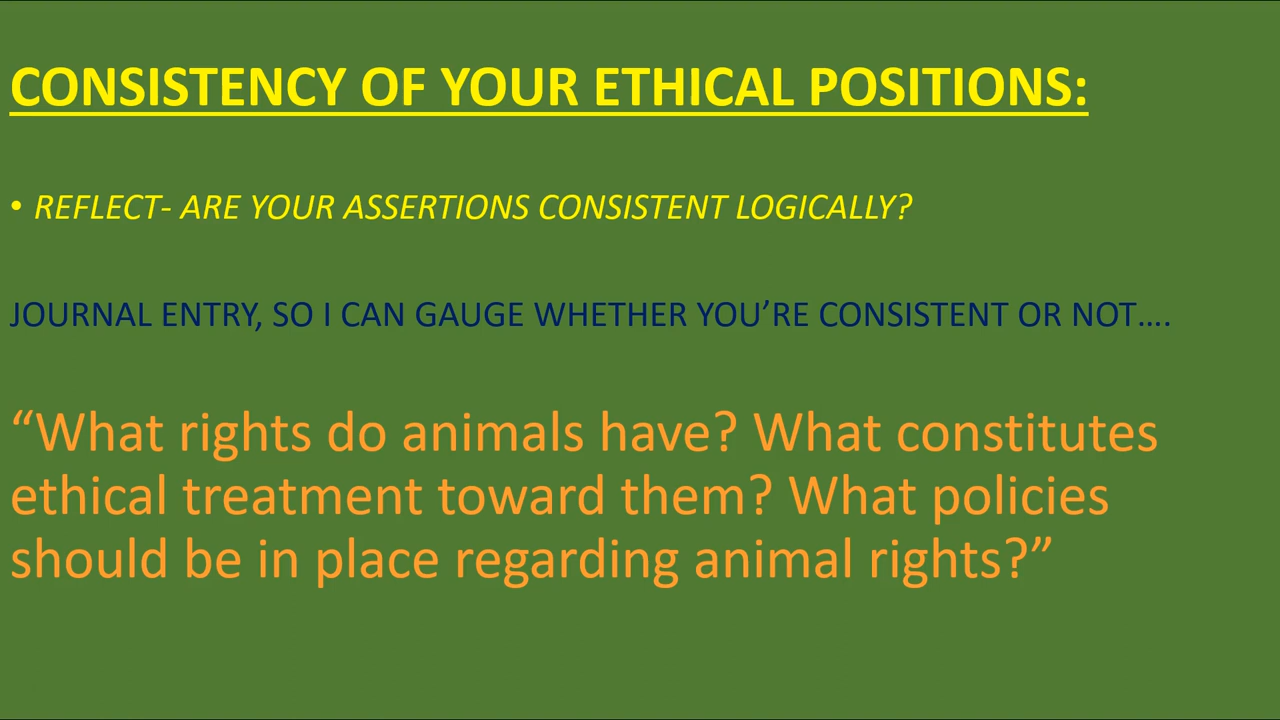 CONSISTENCY OF YOUR ETHICAL POSITIONS:
• REFLECT- ARE YOUR ASSERTIONS CONSISTENT LOGICALLY?
JOURNAL ENTRY, SO I CAN GAUGE WHETHER YOU’RE CONSISTENT OR NOT….
“What rights do animals have? What constitutes
ethical treatment toward them? What policies
should be in place regarding animal rights?”